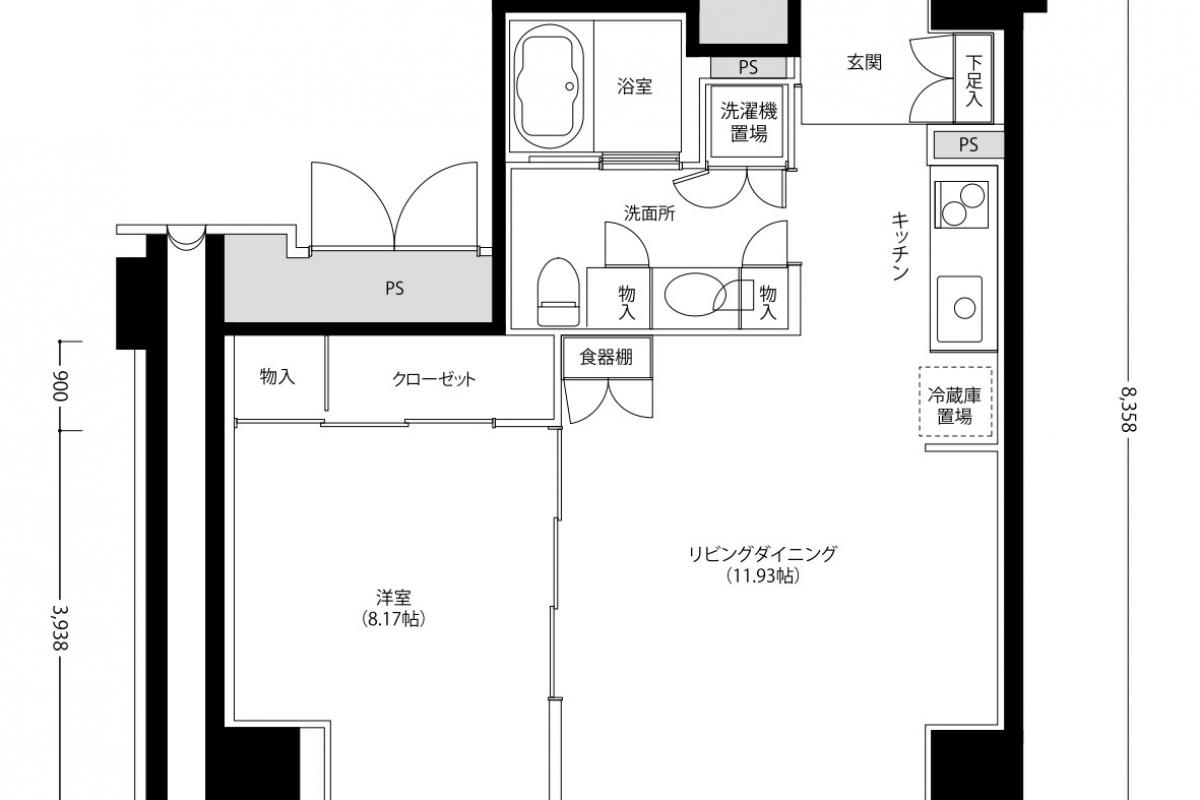 玄関
下足入
PS
浴室
洗濯機
置場
PS
洗面所
キッチン
PS
物入
物入
食器棚
物入
クローゼット
冷蔵庫
置場
900
8,358
リビングダイニング
（11.93帖）
洋室
（8.17帖）
3,938